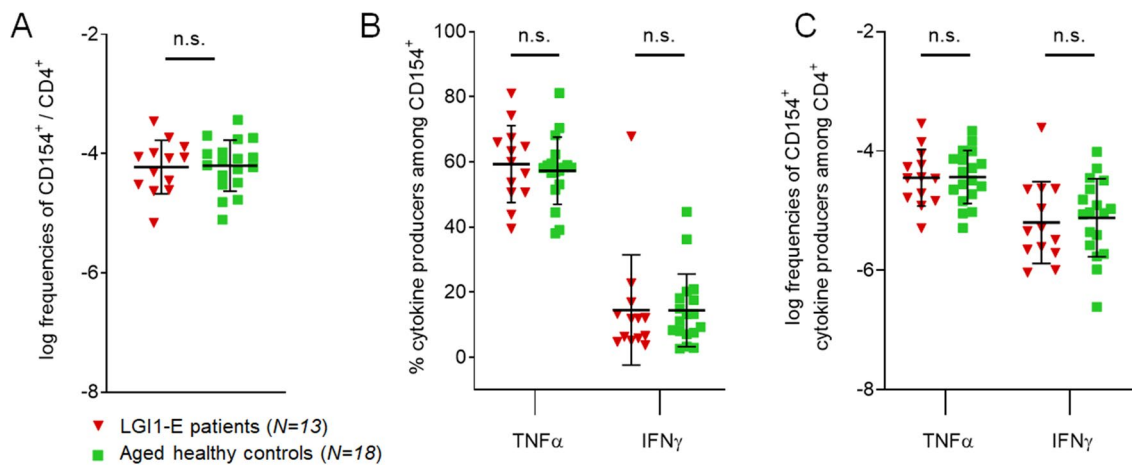 A
log frequencies of CD154⁺ / CD4⁺
-2
-4
-6
-8
n.s.
LGI1-E patients (N=13)
Aged healthy controls (N=18)
B
% cytokine producers among CD154⁺
100
80
60
40
20
0
n.s.
n.s.
TNFα
IFNγ
C
log frequencies of CD154⁺
cytokine producers among CD4⁺
-2
-4
-6
-8
n.s.
n.s.
TNFα
IFNγ